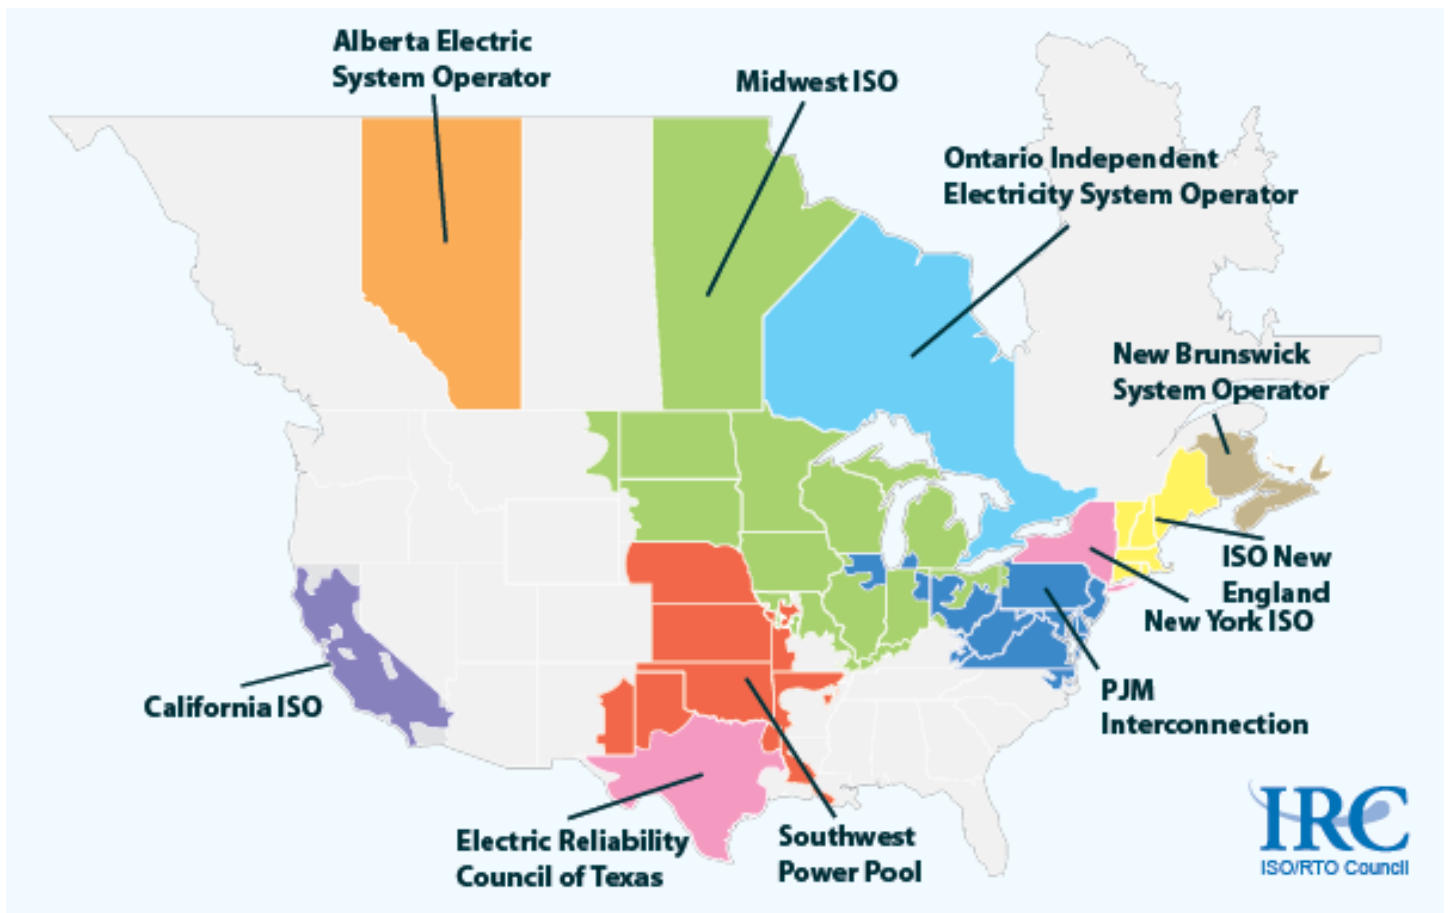 Alberta Electric
System Operator
Midwest ISO
Ontario Independent
Electricity System Operator
New Brunswick
System Operator
ISO New
England
New York ISO
PJM
Interconnection
California ISO
Electric Reliability
Council of Texas
Southwest
Power Pool
IRC
ISO/RTO Council